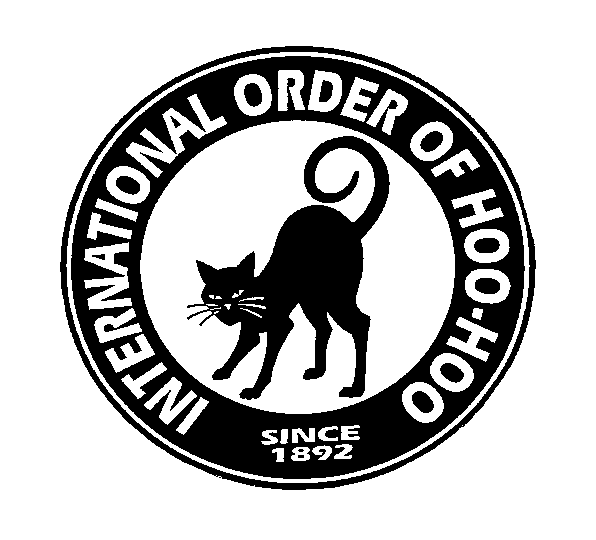 INTERNATIONAL ORDER OF HOO-HOO
SINCE
1892